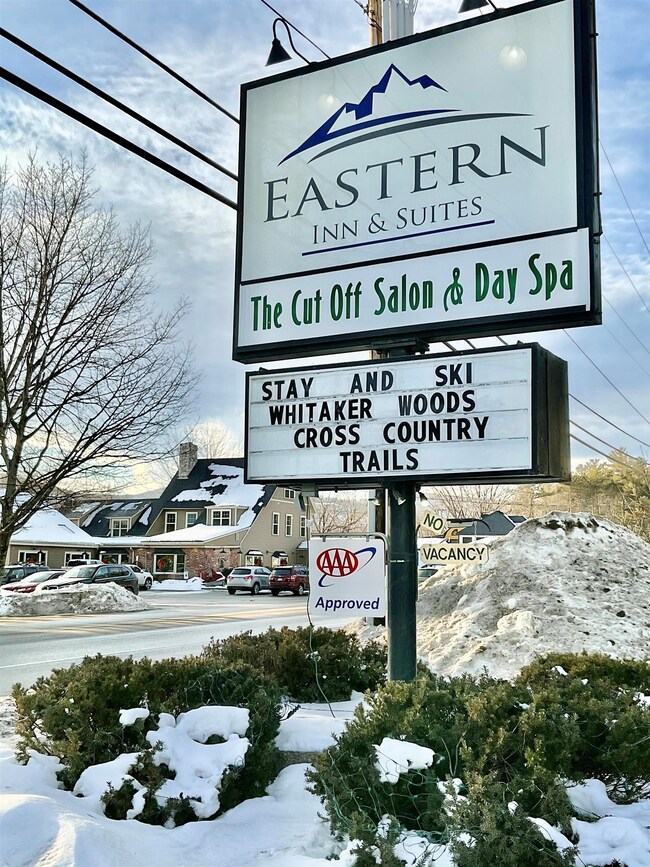 EASTERN
INN & SUITES
The Cut Off Salon & Day Spa
STAY AND SKI
WHITAKER WOODS
CROSS COUNTRY
TRAILS
NO
VACANCY
AAA
Approved